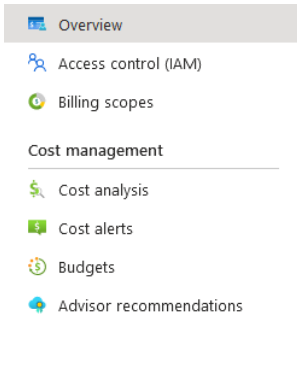 Overview
Access control (IAM)
Billing scopes
Cost management
Cost analysis
Cost alerts
Budgets
Advisor recommendations